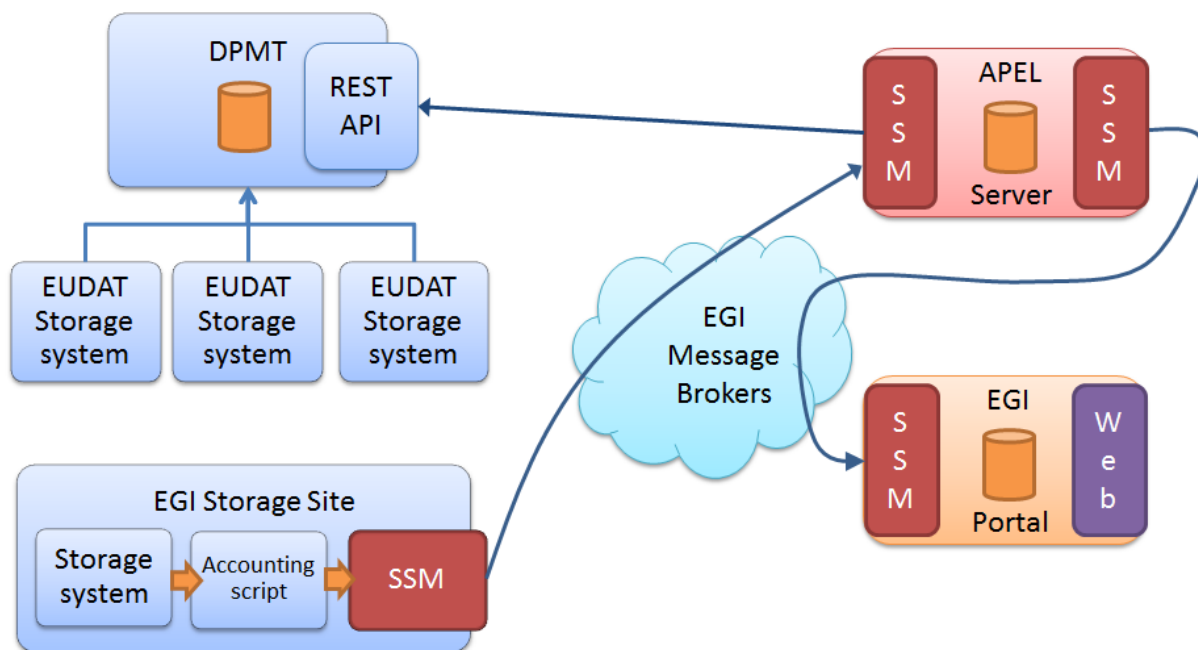 DPMT
REST
API
S
S
M
APEL
Server
S
S
M
EUDAT
Storage
system
EUDAT
Storage
system
EUDAT
Storage
system
EGI
Message
Brokers
S
S
M
EGI
Portal
W
e
b
EGI Storage Site
Storage
system
Accounting
script
SSM